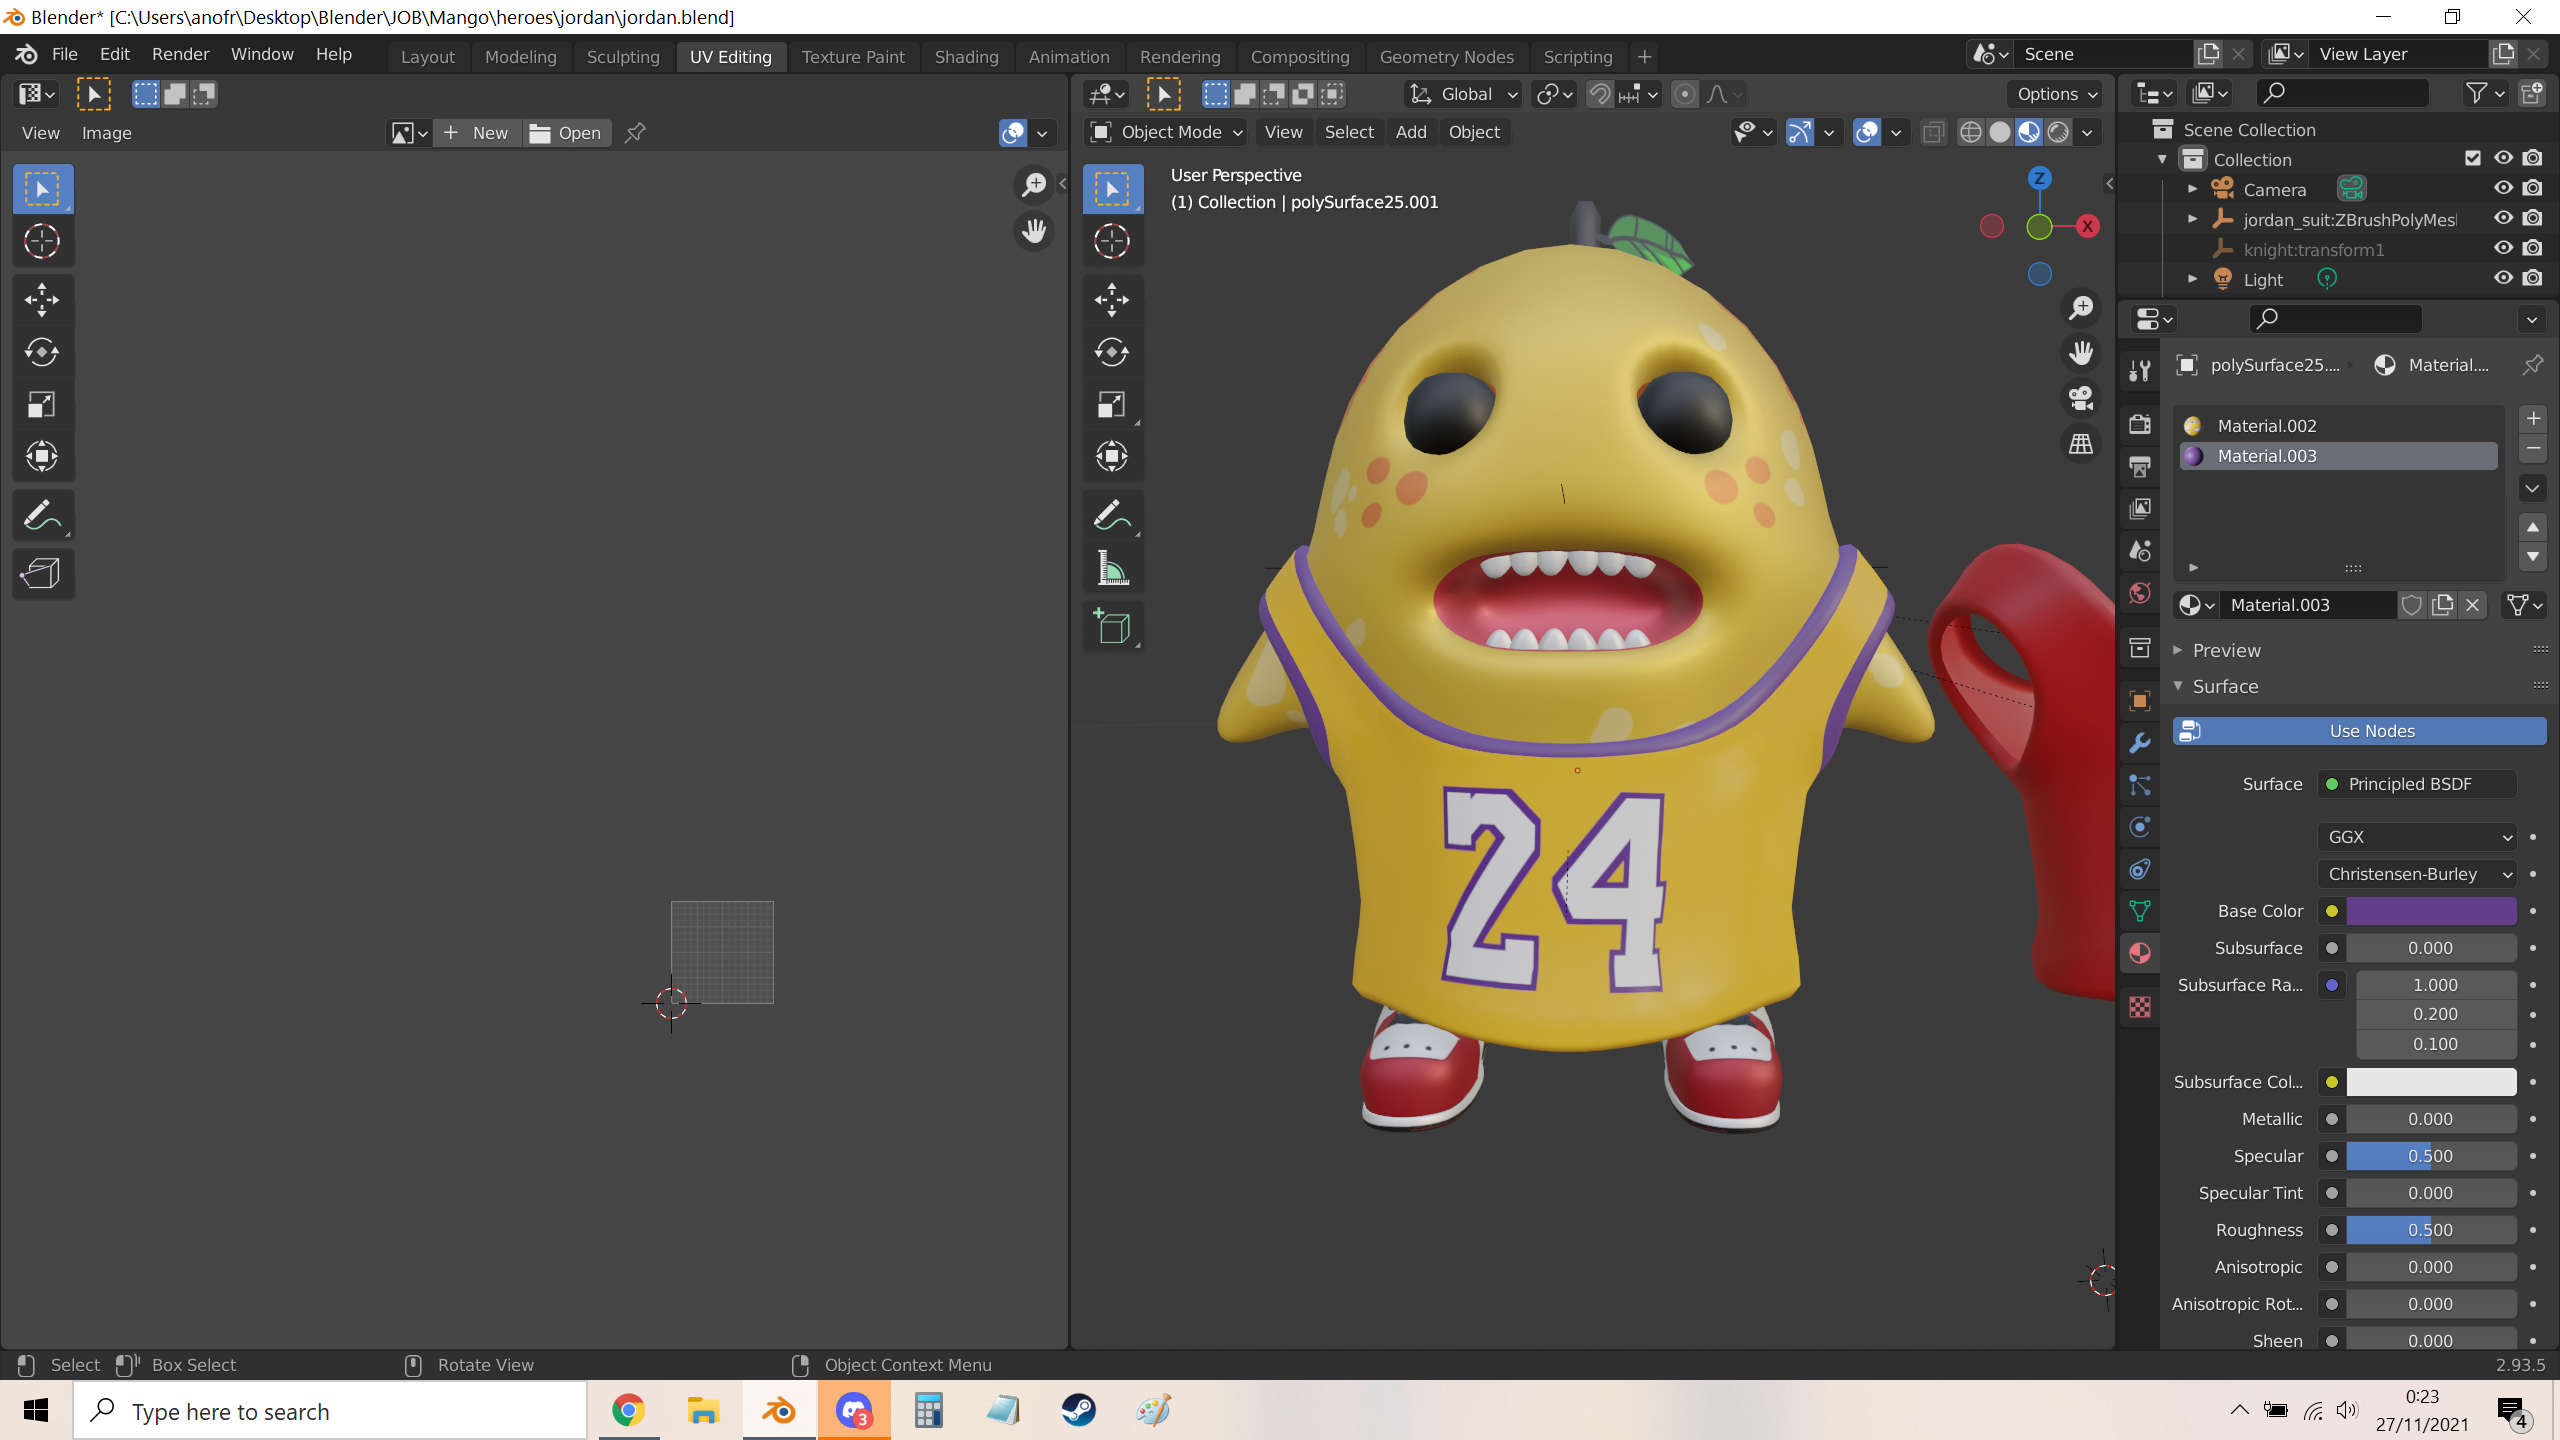 Blender* [C:\Users\anofr\Desktop\Blender\JOB\Mango\heroes\jordan\jordan.blend]
File Edit Render Window Help Layout Modeling Sculpting UV Editing Texture Paint Shading Animation Rendering Compositing Geometry Nodes Scripting + Scene View Layer
Global Options
View Image New Open Object Mode View Select Add Object
User Perspective
(1) Collection | polySurface25.001
Z
X
24
Scene Collection
Collection
Camera
jordan_suit:ZBrushPolyMes
knight:transform1
Light
polySurface25.... Material....
Material.002
Material.003
Material.003
Preview
Surface
Use Nodes
Surface Principled BSDF
GGX
Christensen-Burley
Base Color
Subsurface 0.000
Subsurface Ra... 1.000
0.200
0.100
Subsurface Col...
Metallic 0.000
Specular 0.500
Specular Tint 0.000
Roughness 0.500
Anisotropic 0.000
Anisotropic Rot... 0.000
Sheen 0.000
Select Box Select Rotate View Object Context Menu 2.93.5
Type here to search
3
0:23
27/11/2021
4